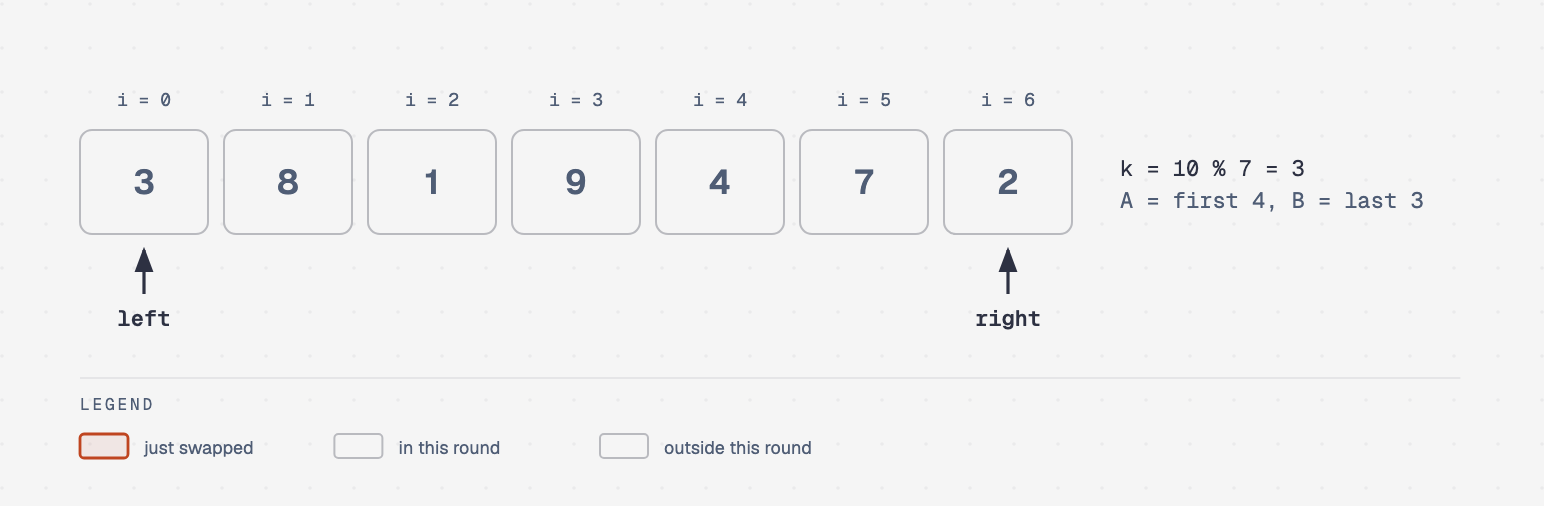 i = 0 i = 1 i = 2 i = 3 i = 4 i = 5 i = 6
3 8 1 9 4 7 2
k = 10 % 7 = 3
A = first 4, B = last 3
left right
LEGEND
just swapped in this round outside this round